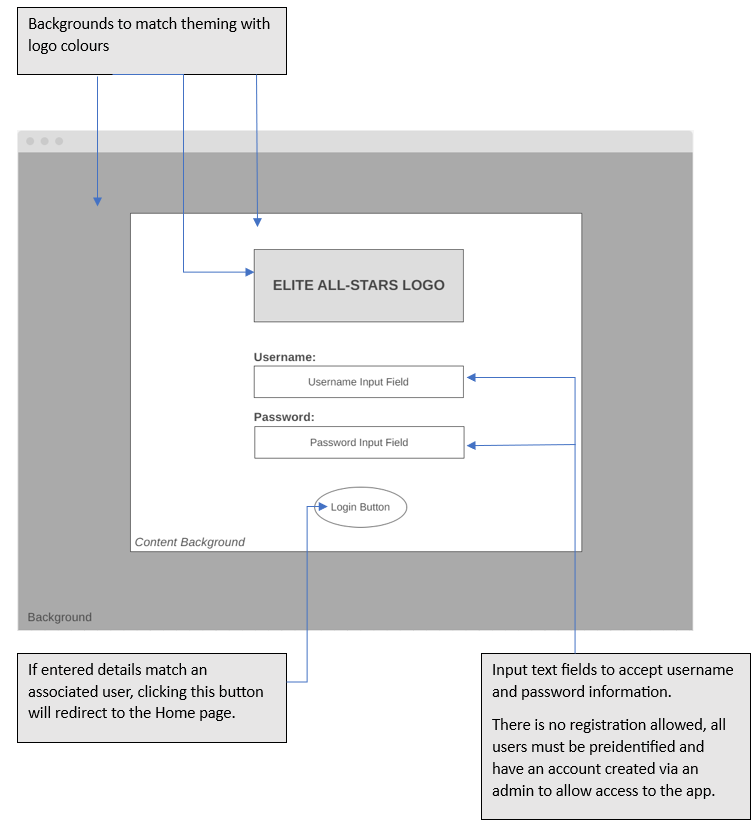 Backgrounds to match theming with
logo colours
ELITE ALL-STARS LOGO
Username:
Username Input Field
Password:
Password Input Field
Login Button
Content Background
Background
If entered details match an
associated user, clicking this button
will redirect to the Home page.
Input text fields to accept username
and password information.
There is no registration allowed, all
users must be preidentified and
have an account created via an
admin to allow access to the app.